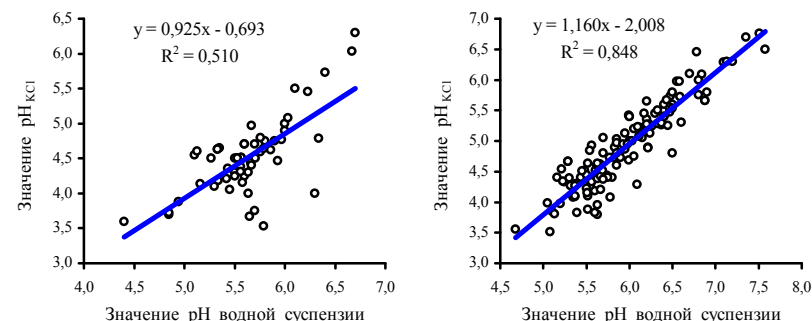 y = 0,925x - 0,693
R² = 0,510
Значение pHKCl
6,5
6,0
5,5
5,0
4,5
4,0
3,5
3,0
4,0 4,5 5,0 5,5 6,0 6,5 7,0
Значение pH водной суспензии
y = 1,160x - 2,008
R² = 0,848
Значение pHKCl
7,0
6,5
6,0
5,5
5,0
4,5
4,0
3,5
3,0
4,5 5,0 5,5 6,0 6,5 7,0 7,5 8,0
Значение pH водной суспензии